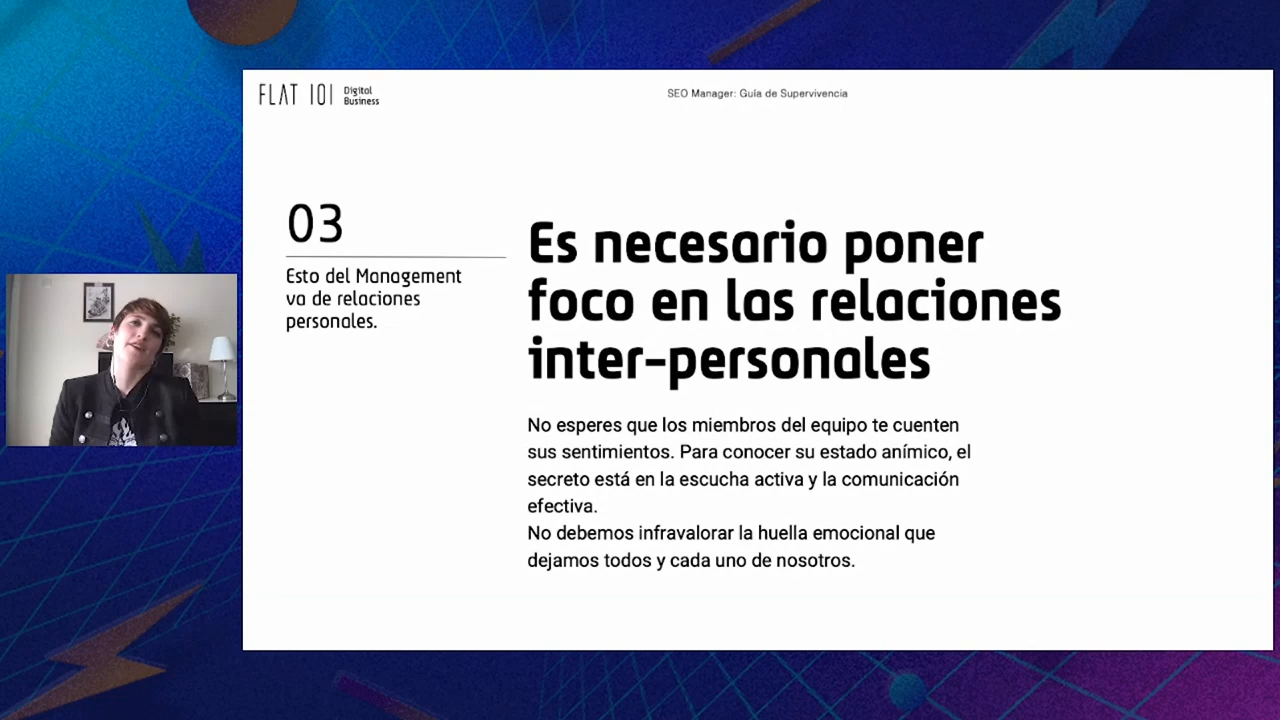 FLAT 101 Digital Business
SEO Manager: Guía de Supervivencia
03
Esto del Management
va de relaciones
personales.
Es necesario poner
foco en las relaciones
inter-personales
No esperes que los miembros del equipo te cuenten
sus sentimientos. Para conocer su estado anímico, el
secreto está en la escucha activa y la comunicación
efectiva.
No debemos infravalorar la huella emocional que
dejamos todos y cada uno de nosotros.